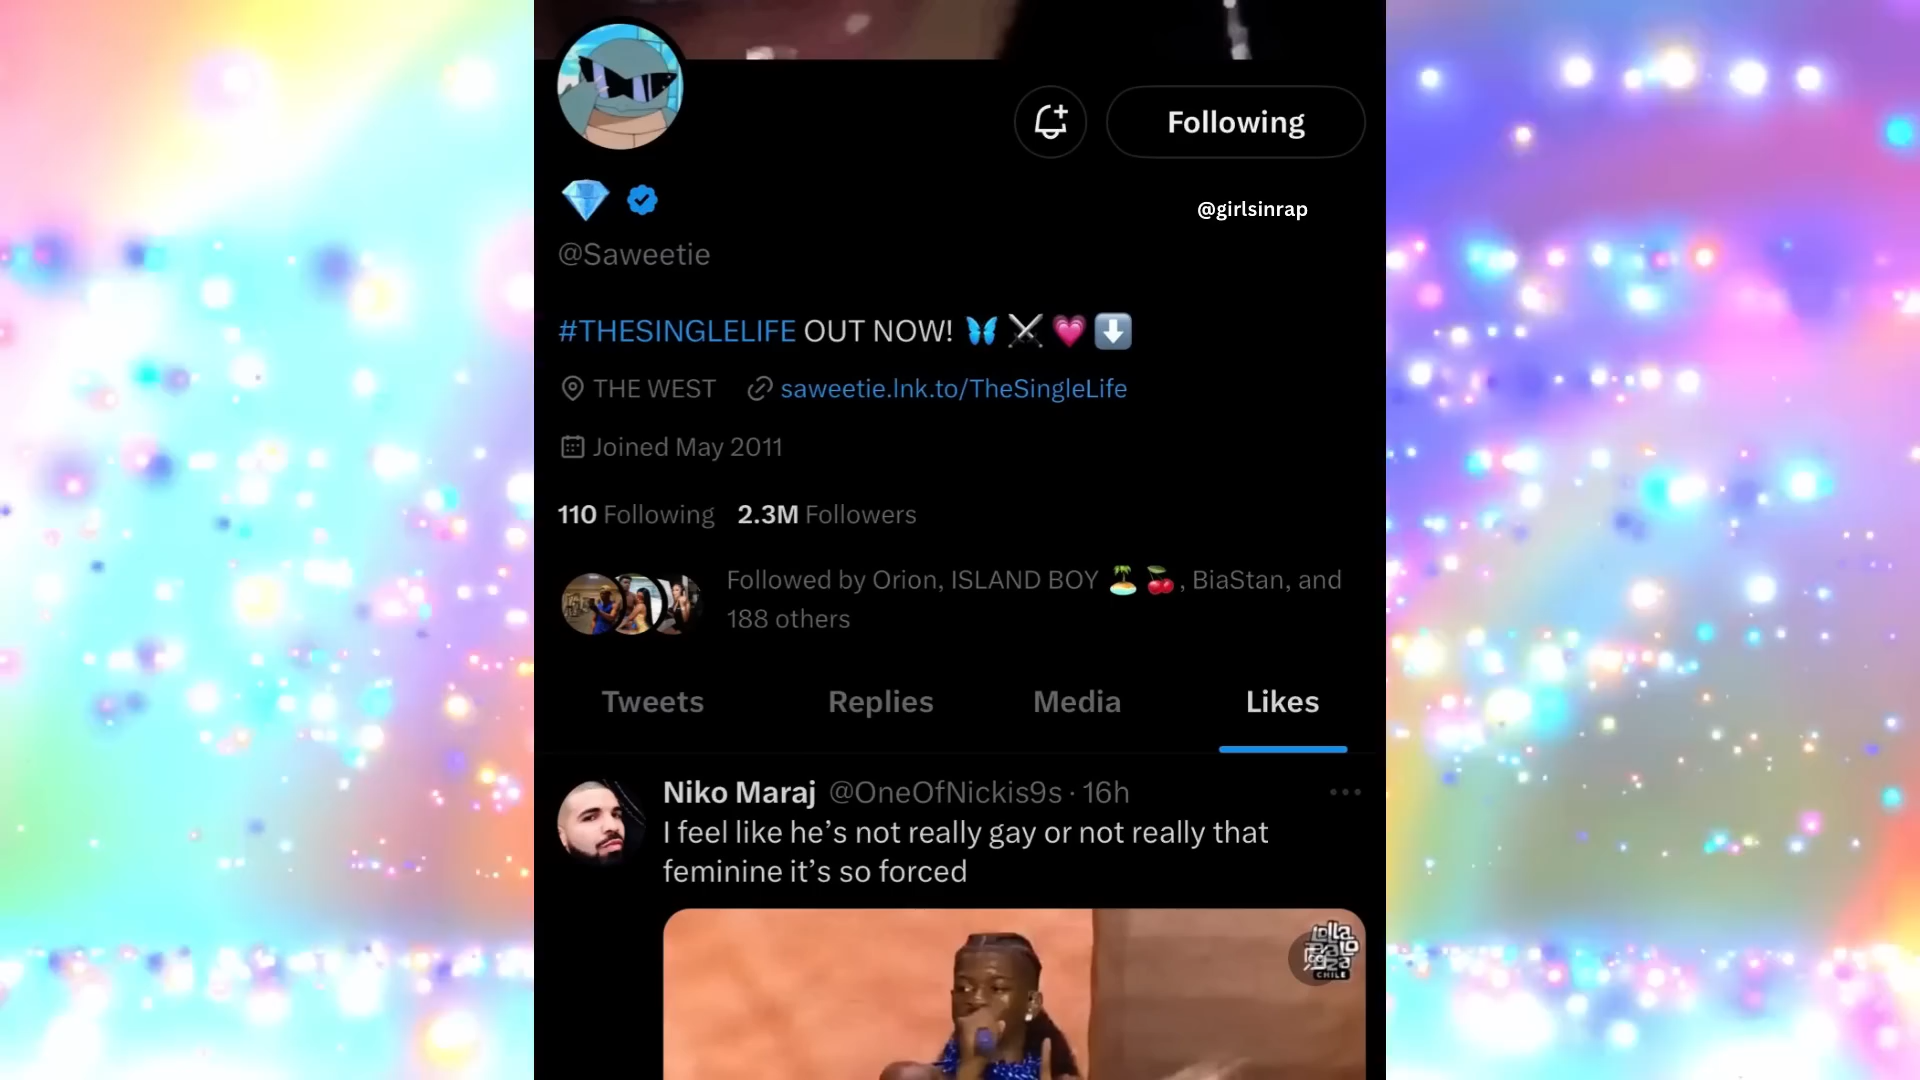 Following
@girlsinrap
@Saweetie
#THESINGLELIFE OUT NOW! 🦋⚔️💗⬇️
THE WEST saweetie.lnk.to/TheSingleLife
Joined May 2011
110 Following 2.3M Followers
Followed by Orion, ISLAND BOY 🏝️🍒, BiaStan, and
188 others
Tweets Replies Media Likes
Niko Maraj @OneOfNickis9s · 16h
I feel like he’s not really gay or not really that
feminine it’s so forced
lollapalooza
CHILE